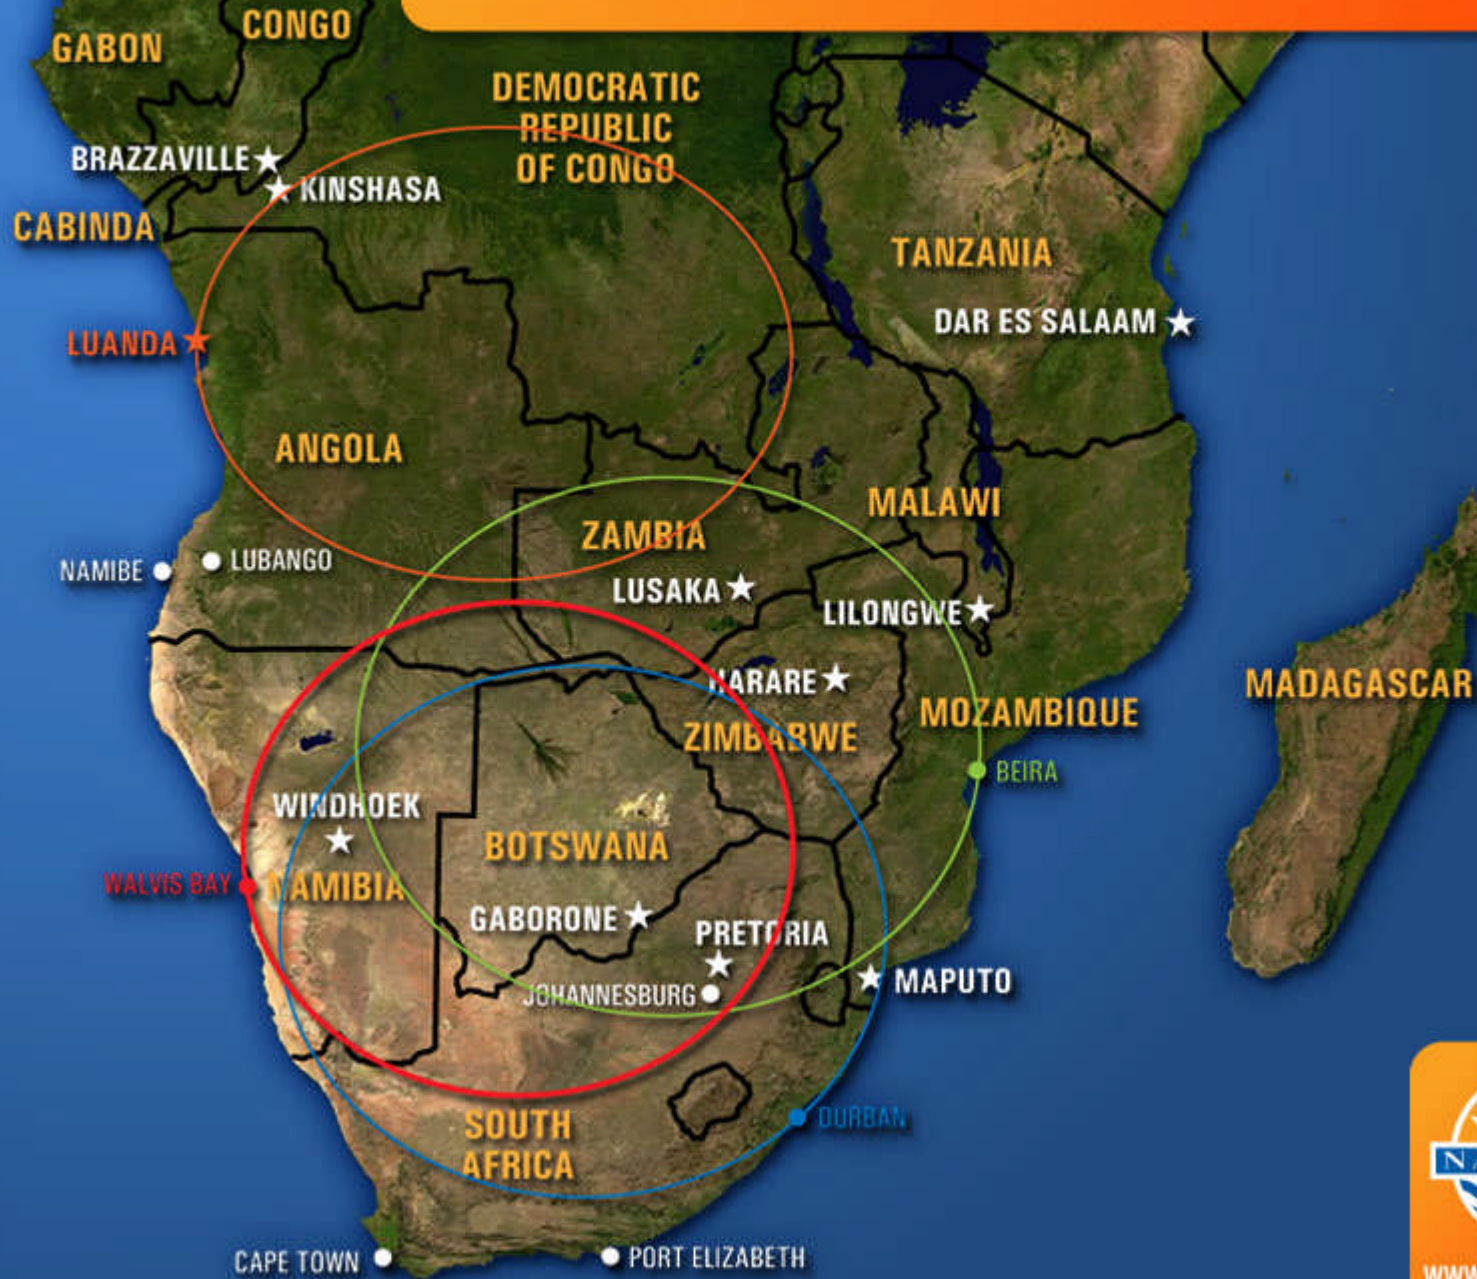 CONGO
GABON
DEMOCRATIC
REPUBLIC
OF CONGO
BRAZZAVILLE
KINSHASA
CABINDA
TANZANIA
DAR ES SALAAM
LUANDA
ANGOLA
MALAWI
ZAMBIA
LUBANGO
NAMIBE
LUSAKA
LILONGWE
HARARE
MADAGASCAR
MOZAMBIQUE
ZIMBABWE
BEIRA
WINDHOEK
BOTSWANA
WALVIS BAY
NAMIBIA
GABORONE
PRETORIA
MAPUTO
JOHANNESBURG
SOUTH
AFRICA
DURBAN
CAPE TOWN
PORT ELIZABETH